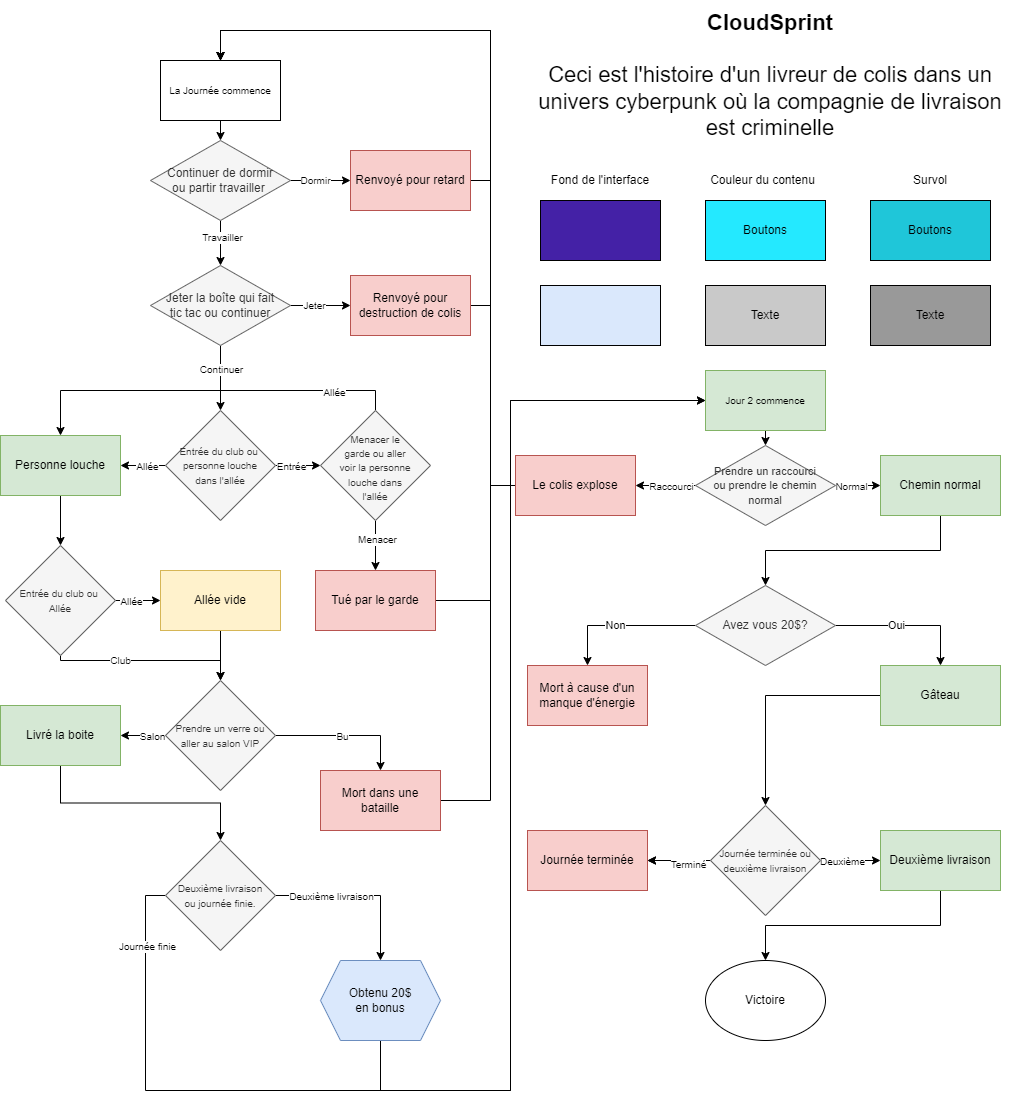 CloudSprint
Ceci est l'histoire d'un livreur de colis dans un
univers cyberpunk où la compagnie de livraison
est criminelle
Fond de l'interface
Couleur du contenu
Survol
Boutons
Boutons
Texte
Texte
La Journée commence
Continuer de dormir
ou partir travailler
Dormir
Renvoyé pour retard
Travailler
Jeter la boîte qui fait
tic tac ou continuer
Jeter
Renvoyé pour
destruction de colis
Continuer
Allée
Personne louche
Allée
Entrée du club ou
personne louche
dans l'allée
Entrée
Menacer le
garde ou aller
voir la personne
louche dans
l'allée
Menacer
Entrée du club ou
Allée
Allée
Allée vide
Tué par le garde
Club
Livré la boite
Salon
Prendre un verre ou
aller au salon VIP
Bu
Mort dans une
bataille
Deuxième livraison
ou journée finie.
Deuxième livraison
Journée finie
Obtenu 20$
en bonus
Jour 2 commence
Le colis explose
Raccourci
Prendre un raccourci
ou prendre le chemin
normal
Normal
Chemin normal
Non
Avez vous 20$?
Oui
Mort à cause d'un
manque d'énergie
Gâteau
Journée terminée
Terminé
Journée terminée ou
deuxième livraison
Deuxième
Deuxième livraison
Victoire